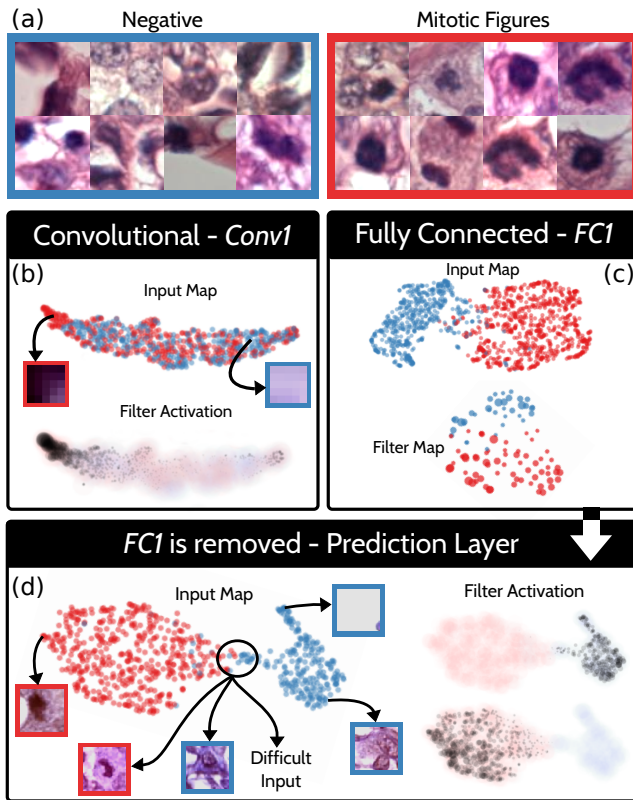 (a)
Negative
Mitotic Figures
Convolutional - Conv1
Fully Connected - FC1
(b)
Input Map
Filter Activation
Input Map
(c)
Filter Map
FC1 is removed - Prediction Layer
(d)
Input Map
Filter Activation
Difficult
Input